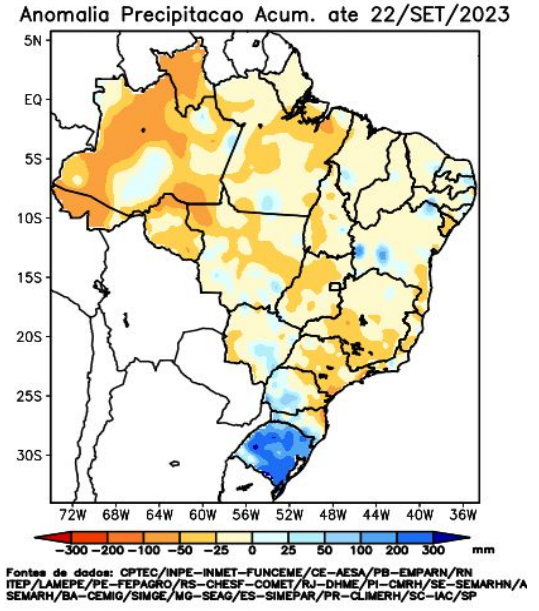 Anomalia Precipitacao Acum. ate 22/SET/2023
5N
EQ
5S
10S
15S
20S
25S
30S
72W 68W 64W 60W 56W 52W 48W 44W 40W 36W
-300 -200 -100 -50 -25 0 25 50 100 200 300 mm
Fontes de dados: CPTEC/INPE-INMET-FUNCEME/CE-AESA/PB-EMPARN/RN
ITEP/LAMEPE/PE-FEPAGRO/RS-CHESF-COMET/RJ-DHME/PI-CMRH/SE-SEMARHN/A
SEMARH/BA-CEMIG/SIMGE/MG-SEAG/ES-SIMEPAR/PR-CLIMERH/SC-IAC/SP